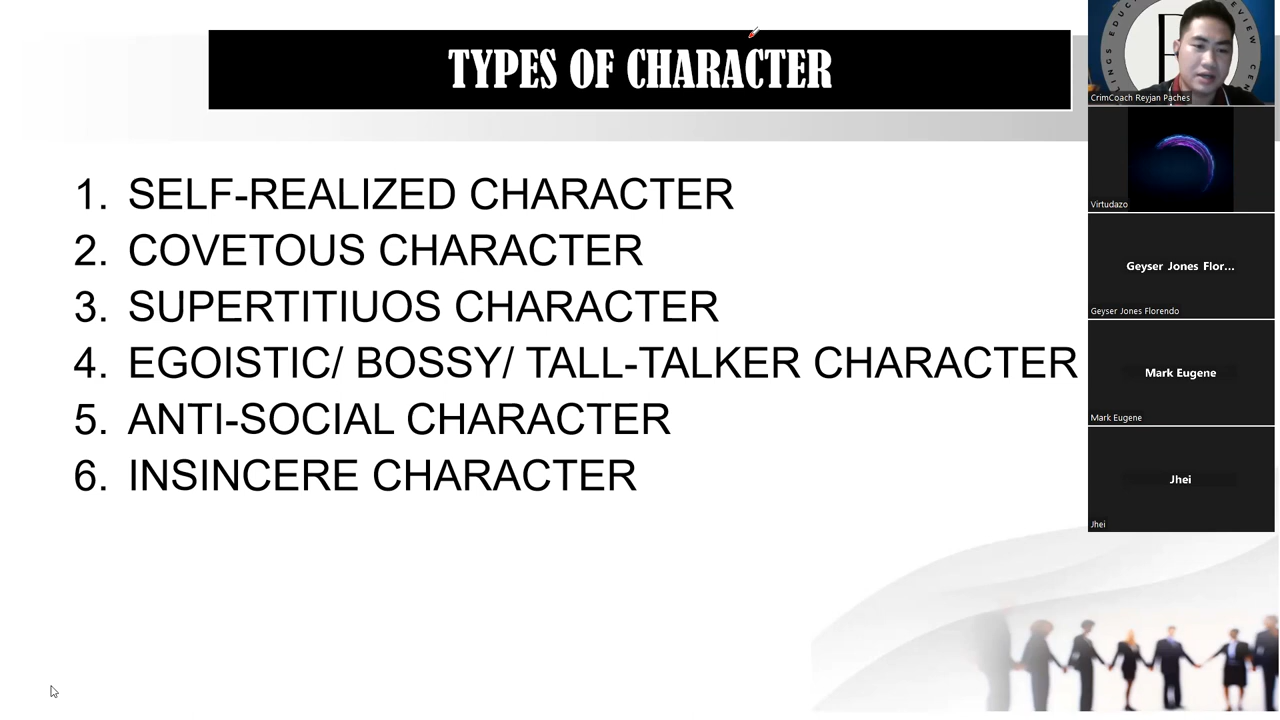 TYPES OF CHARACTER
1. SELF-REALIZED CHARACTER
2. COVETOUS CHARACTER
3. SUPERTITIUOS CHARACTER
4. EGOISTIC/ BOSSY/ TALL-TALKER CHARACTER
5. ANTI-SOCIAL CHARACTER
6. INSINCERE CHARACTER
CrimCoach Reyjan Paches
Virtudazo
Geyser Jones Flor...
Geyser Jones Florendo
Mark Eugene
Mark Eugene
Jhei
Jhei